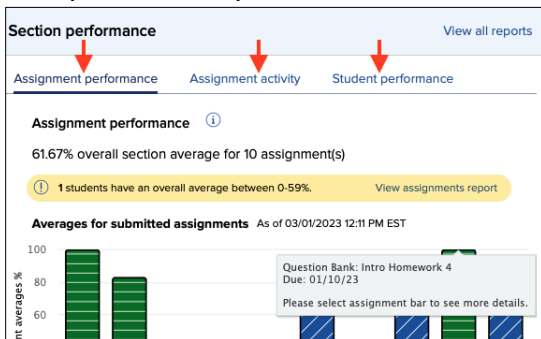 Section performance
View all reports
Assignment performance
Assignment activity
Student performance
Assignment performance i
61.67% overall section average for 10 assignment(s)
1 students have an overall average between 0-59%.
View assignments report
Averages for submitted assignments As of 03/01/2023 12:11 PM EST
100
80
60
nt averages %
Question Bank: Intro Homework 4
Due: 01/10/23
Please select assignment bar to see more details.